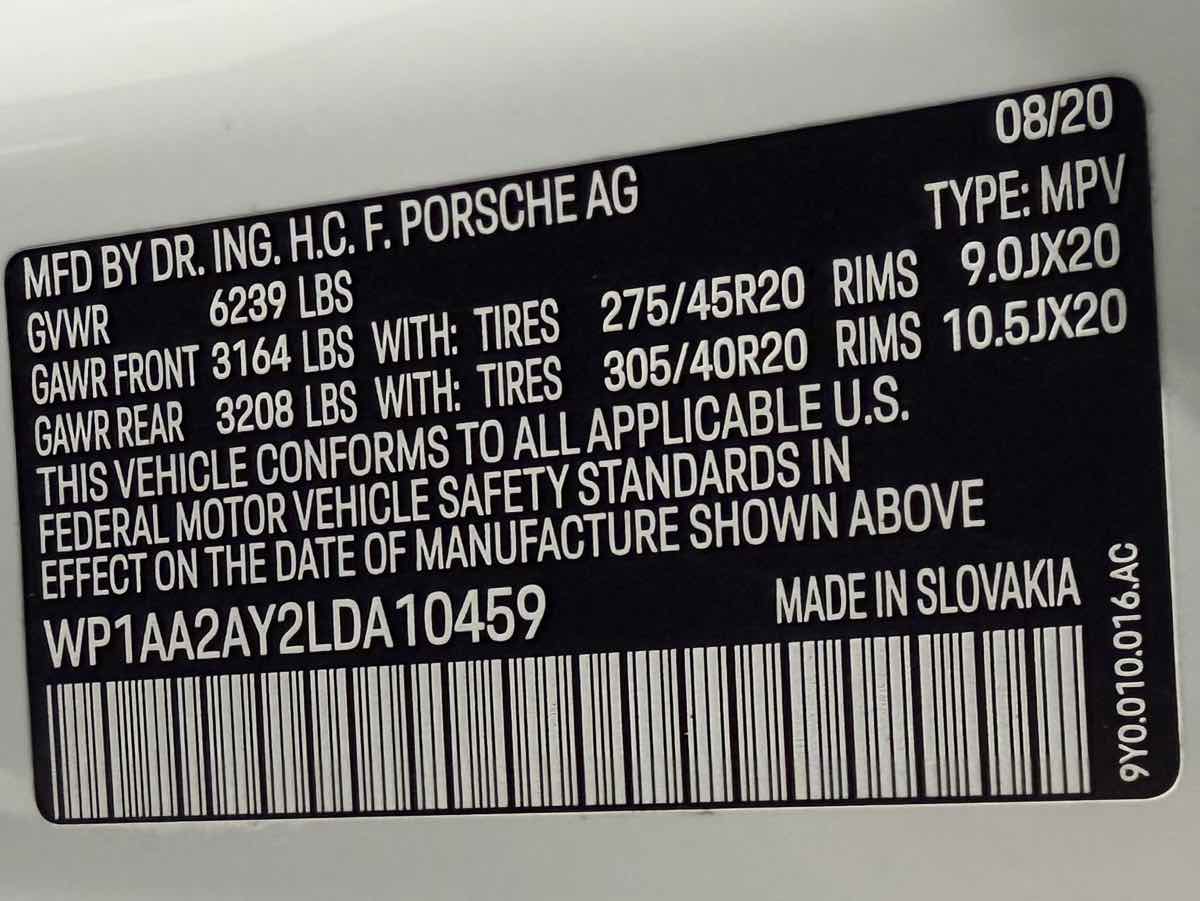 08/20
MFD BY DR. ING. H.C. F. PORSCHE AG TYPE: MPV
GVWR 6239 LBS
GAWR FRONT 3164 LBS WITH: TIRES 275/45R20 RIMS 9.0JX20
GAWR REAR 3208 LBS WITH: TIRES 305/40R20 RIMS 10.5JX20
THIS VEHICLE CONFORMS TO ALL APPLICABLE U.S.
FEDERAL MOTOR VEHICLE SAFETY STANDARDS IN
EFFECT ON THE DATE OF MANUFACTURE SHOWN ABOVE
WP1AA2AY2LDA10459 MADE IN SLOVAKIA
9Y0.010.016.AC